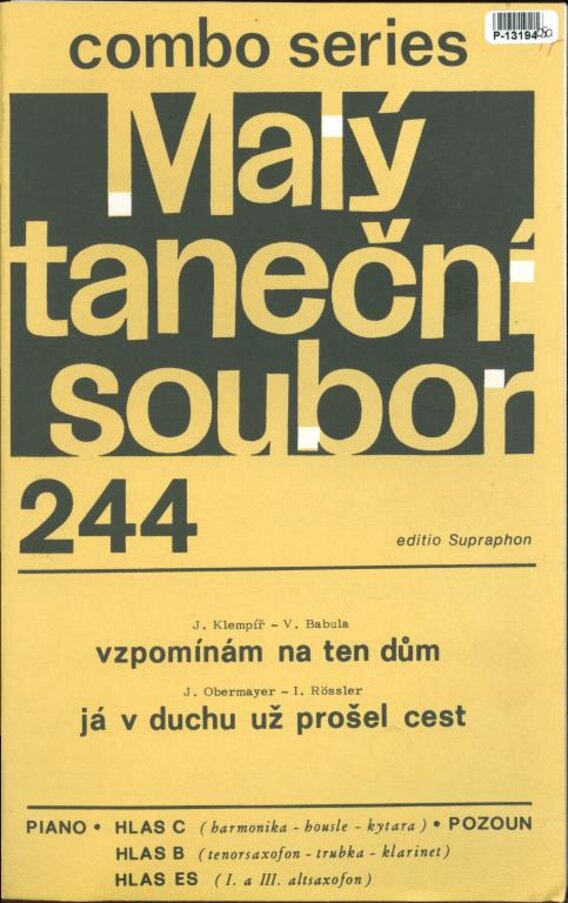 combo series
P-13194
Malý
taneční
soubor
244
editio Supraphon
J. Klempíř - V. Babula
vzpomínám na ten dům
J. Obermayer - I. Rössler
já v duchu už prošel cest
PIANO • HLAS C (harmonika - housle - kytara) • POZOUN
HLAS B (tenorsaxofon - trubka - klarinet)
HLAS ES (I. a III. altsaxofon)